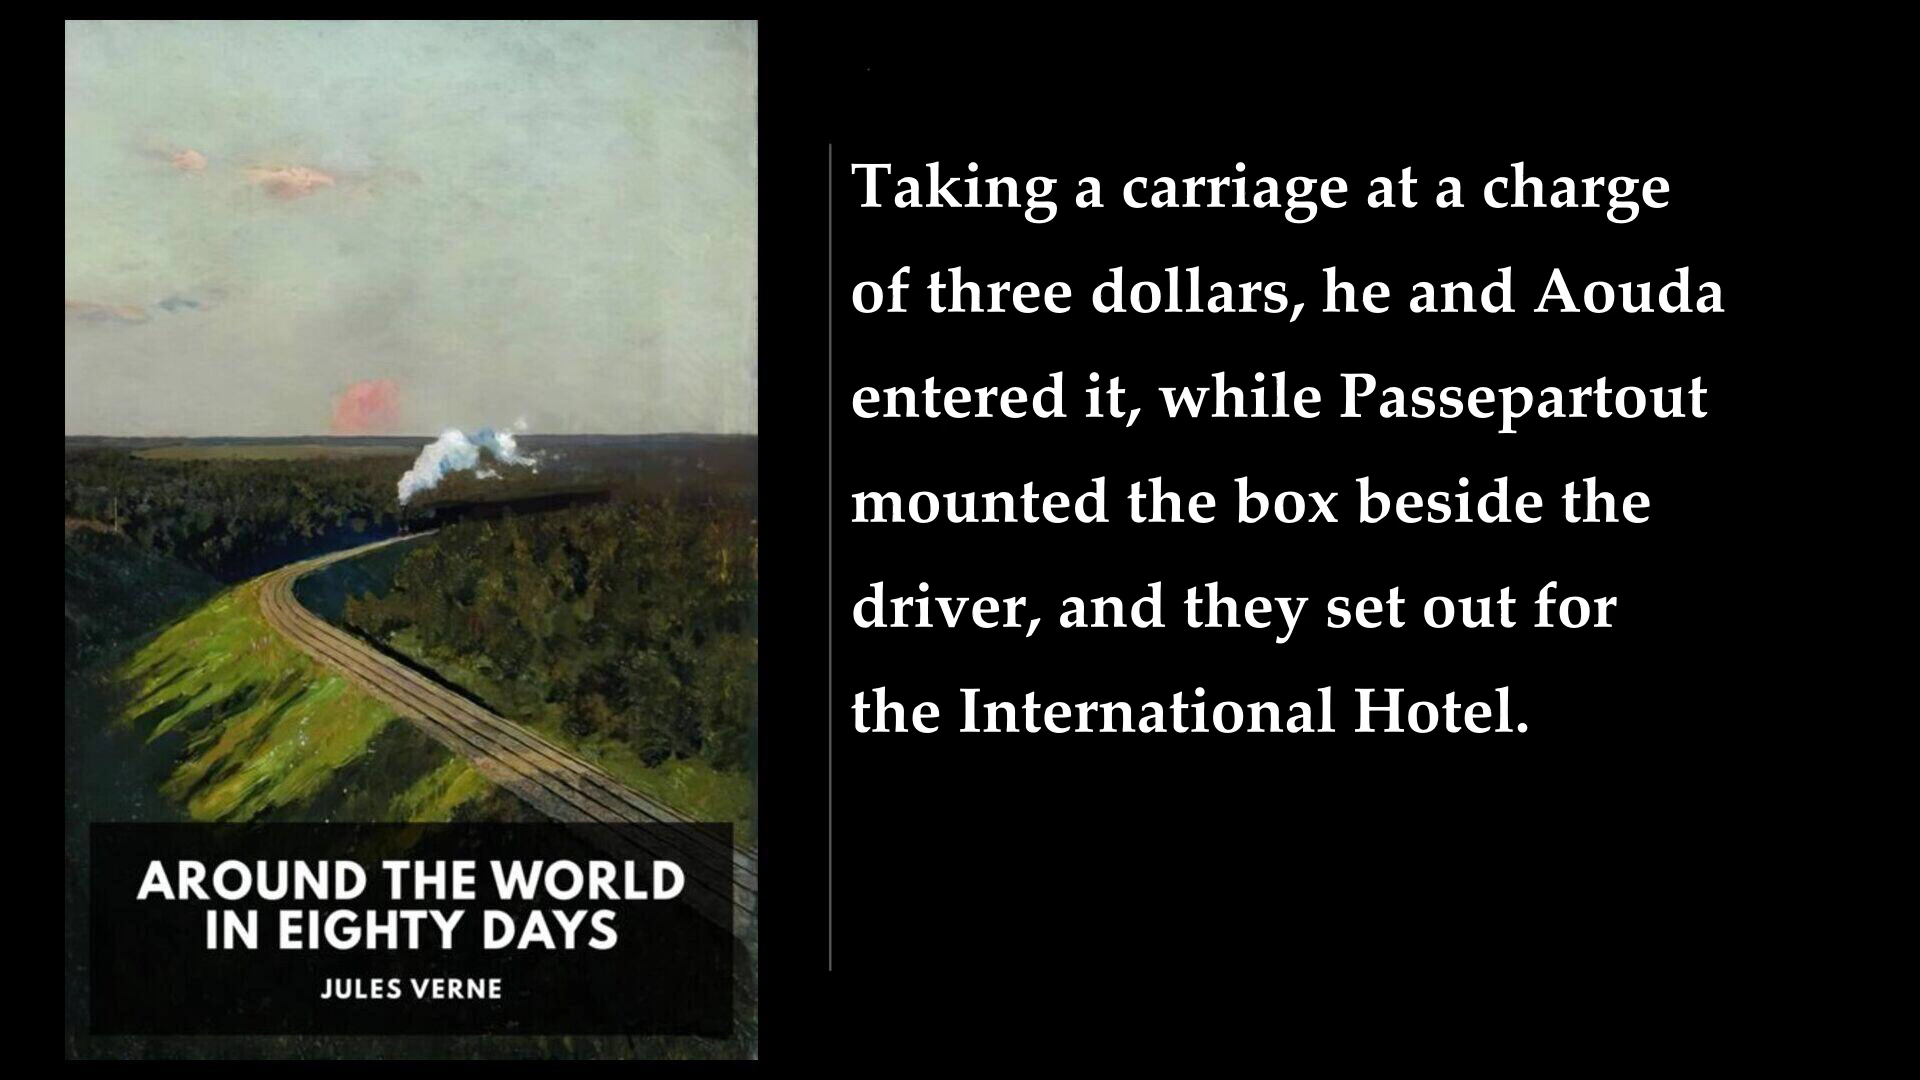 Taking a carriage at a charge
of three dollars, he and Aouda
entered it, while Passepartout
mounted the box beside the
driver, and they set out for
the International Hotel.
AROUND THE WORLD
IN EIGHTY DAYS
JULES VERNE